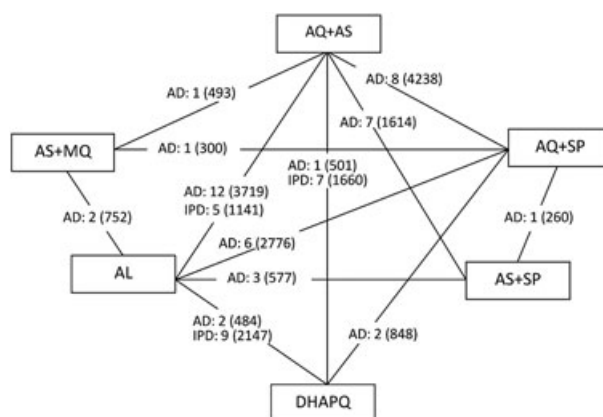 AQ+AS
AD: 8 (4238)
AD: 1 (493)
AD: 7 (1614)
AS+MQ
AD: 1 (300)
AQ+SP
AD: 1 (501)
IPD: 7 (1660)
AD: 12 (3719)
IPD: 5 (1141)
AD: 2 (752)
AD: 1 (260)
AD: 6 (2776)
AL
AD: 3 (577)
AS+SP
AD: 2 (484)
IPD: 9 (2147)
AD: 2 (848)
DHAPQ